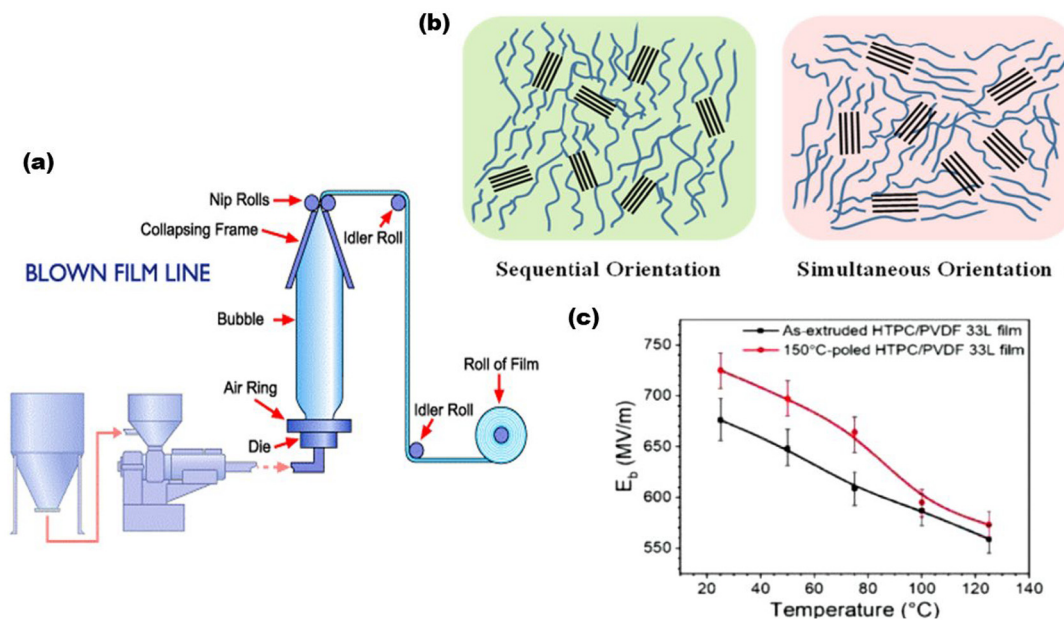 (a)
BLOWN FILM LINE
Nip Rolls
Collapsing Frame
Idler Roll
Bubble
Air Ring
Die
Roll of Film
Idler Roll
(b)
Sequential Orientation
Simultaneous Orientation
(c)
As-extruded HTPC/PVDF 33L film
150°C-poled HTPC/PVDF 33L film
E_b (MV/m)
750
700
650
600
550
20 40 60 80 100 120 140
Temperature (°C)